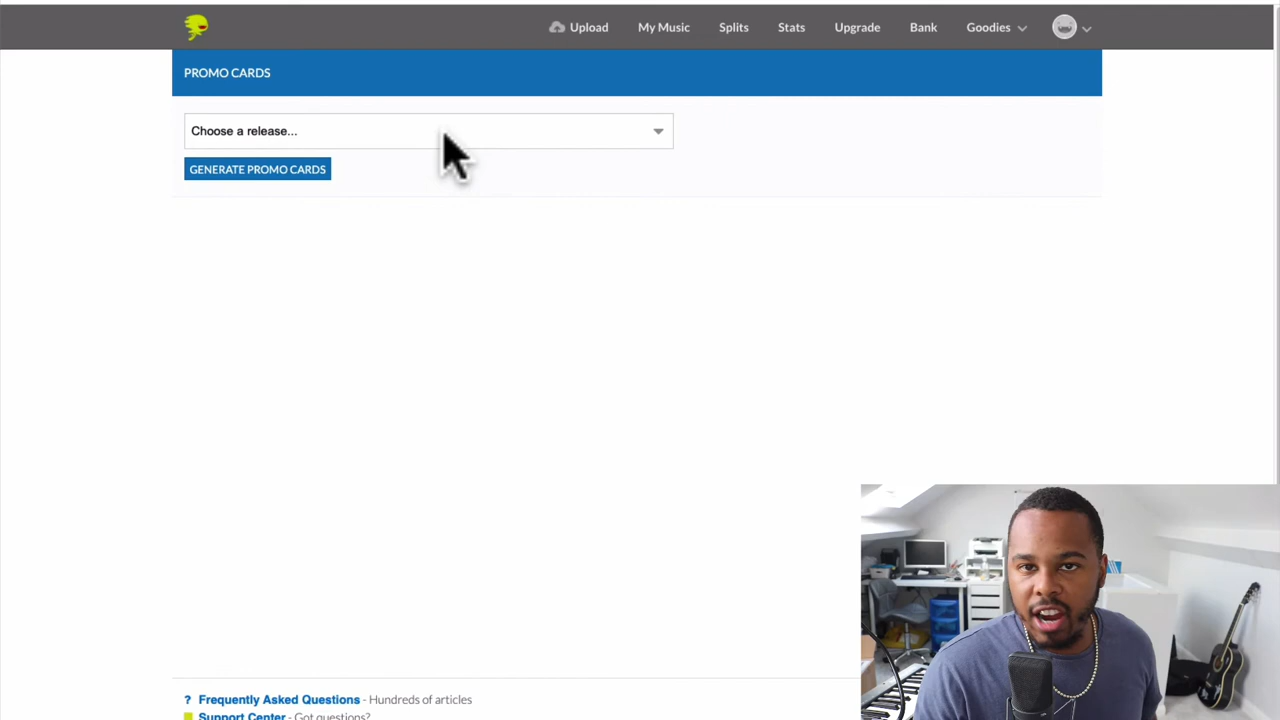 Upload My Music Splits Stats Upgrade Bank Goodies
PROMO CARDS
Choose a release...
GENERATE PROMO CARDS
? Frequently Asked Questions - Hundreds of articles
Support Center - Got questions?